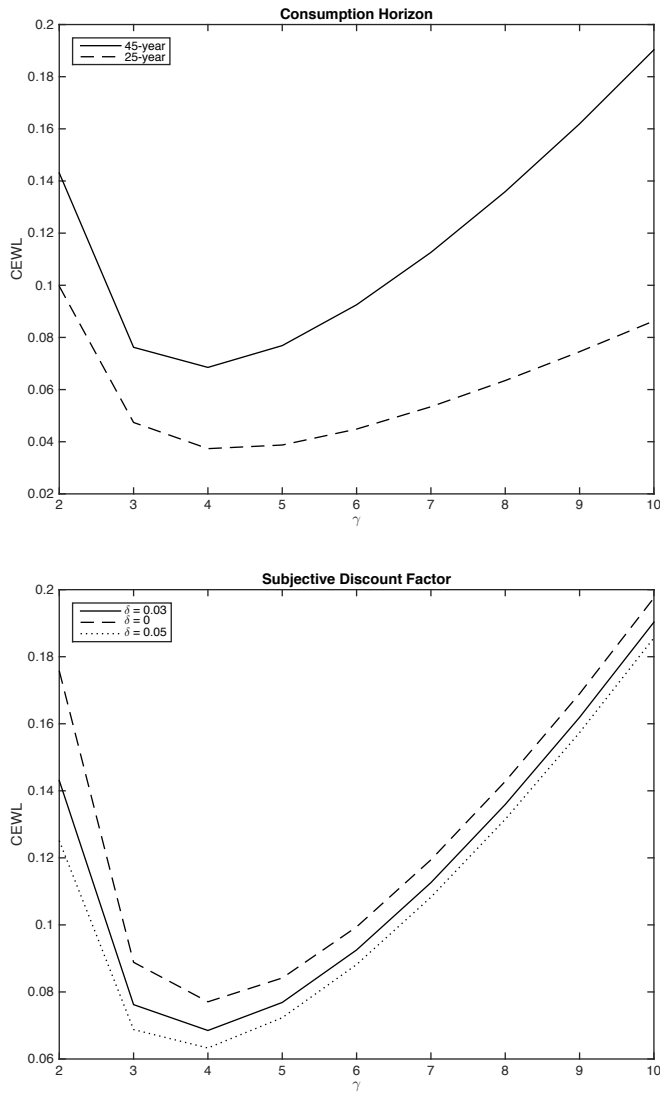 Consumption Horizon
0.2
45-year
25-year
0.18
0.16
0.14
0.12
CEWL
0.1
0.08
0.06
0.04
0.02
2 3 4 5 6 7 8 9 10
γ
Subjective Discount Factor
0.2
δ = 0.03
δ = 0
δ = 0.05
0.18
0.16
0.14
CEWL
0.12
0.1
0.08
0.06
2 3 4 5 6 7 8 9 10
γ